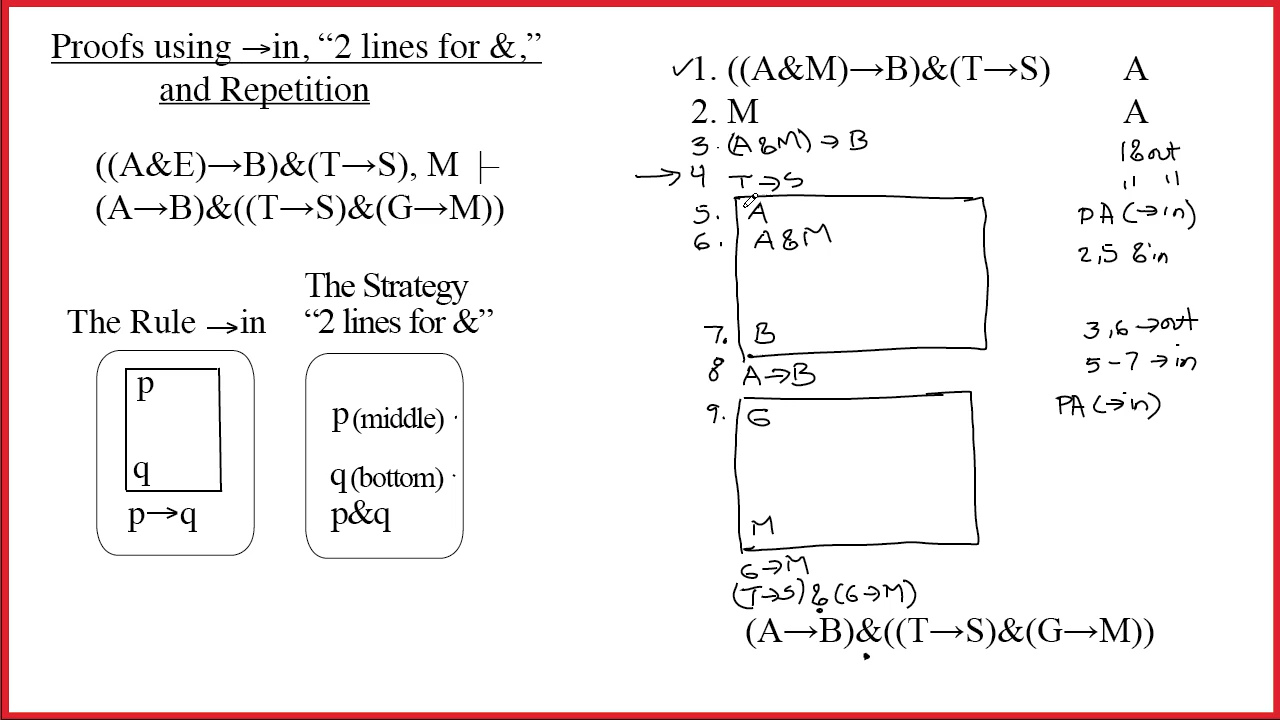 Proofs using →in, “2 lines for &,”
and Repetition
((A&E)→B)&(T→S), M ⊢
(A→B)&((T→S)&(G→M))
The Rule →in
p
q
p→q
The Strategy
“2 lines for &”
p (middle)
q (bottom)
p&q
✓1. ((A&M)→B)&(T→S) A
2. M A
3. (A&M)→B 1&out
→ 4 T→S " "
5. A PA(→in)
6. A&M 2,5 &in
7. B 3,6→out
8 A→B 5-7→in
9. G PA(→in)
M
G→M
(T→S)&(G→M)
(A→B)&((T→S)&(G→M))